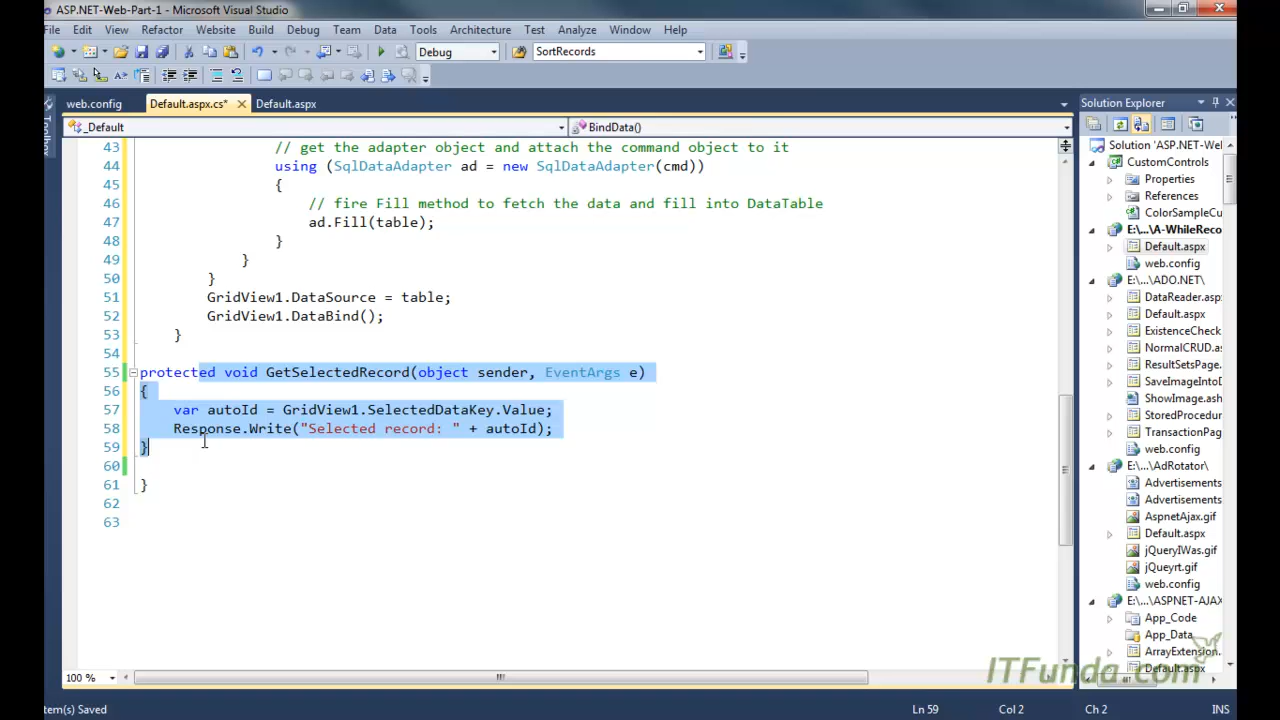 ASP.NET-Web-Part-1 - Microsoft Visual Studio
File Edit View Refactor Website Build Debug Team Data Tools Architecture Test Analyze Window Help
Debug SortRecords
web.config Default.aspx.cs* Default.aspx
_Default BindData()
43 // get the adapter object and attach the command object to it
44 using (SqlDataAdapter ad = new SqlDataAdapter(cmd))
45 {
46 // fire Fill method to fetch the data and fill into DataTable
47 ad.Fill(table);
48 }
49 }
50 }
51 GridView1.DataSource = table;
52 GridView1.DataBind();
53 }
54
55 protected void GetSelectedRecord(object sender, EventArgs e)
56 {
57 var autoId = GridView1.SelectedDataKey.Value;
58 Response.Write("Selected record: " + autoId);
59 }
60
61 }
62
63
100 %
Solution Explorer
Solution 'ASP.NET-Web
CustomControls
Properties
References
ColorSampleCu
E:\...\A-WhileReco
Default.aspx
web.config
E:\...\ADO.NET\
DataReader.asp
Default.aspx
ExistenceCheck
NormalCRUD.
ResultSetsPage.
SaveImageIntoD
ShowImage.ash
StoredProcedur
TransactionPag
web.config
E:\...\AdRotator\
Advertisements
Advertisements
AspnetAjax.gif
Default.aspx
jQueryIWas.gif
jQueyrt.gif
web.config
E:\...\ASPNET-AJAX
App_Code
App_Data
ArrayExtension.
Default.aspx
ITFunda.com
tem(s) Saved Ln 59 Col 2 Ch 2 INS